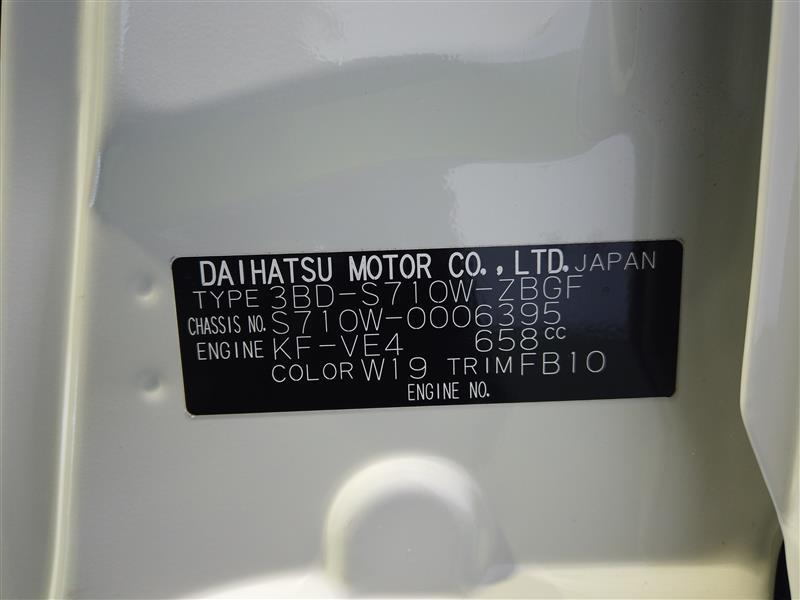 DAIHATSU MOTOR CO., LTD. JAPAN
TYPE 3BD-S710W-ZBGF
CHASSIS NO. S710W-0006395
ENGINE KF-VE4 658cc
COLOR W19 TRIM FB10
ENGINE NO.